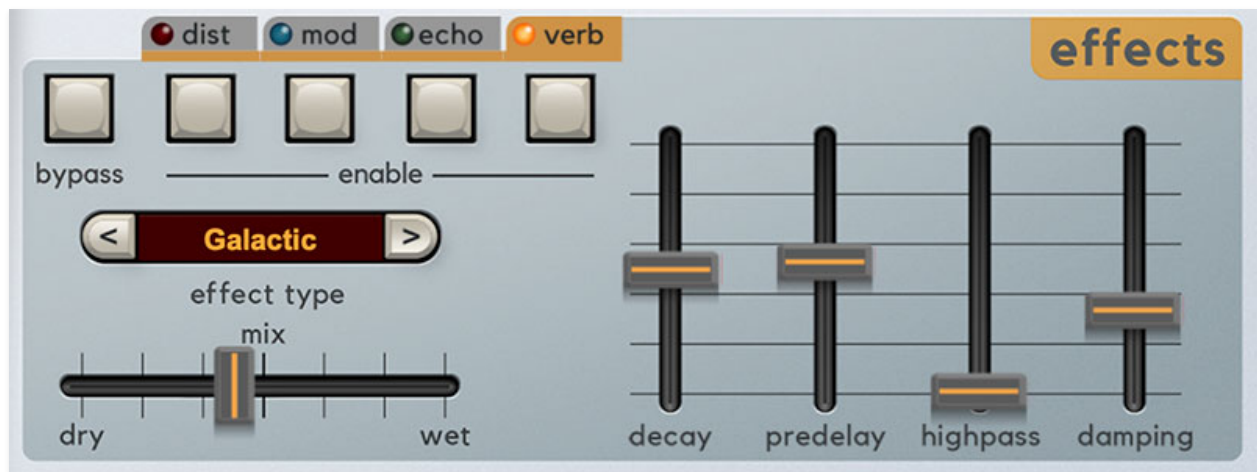 dist mod echo verb
effects
bypass enable
< Galactic >
effect type
mix
dry wet
decay predelay highpass damping